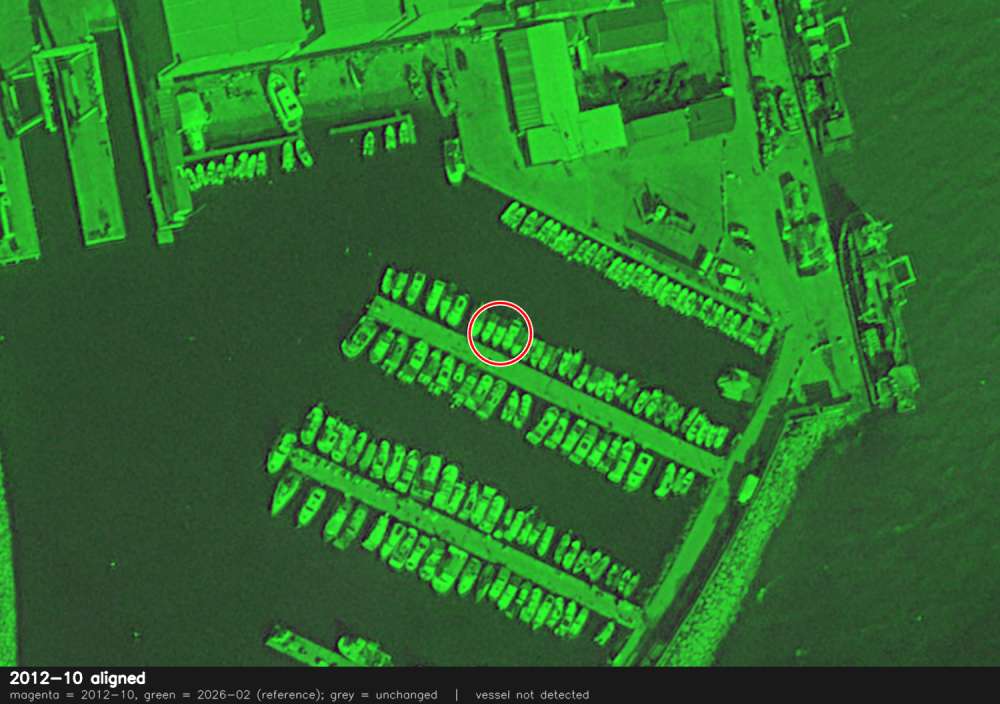 2012-10 aligned
magenta = 2012-10, green = 2026-02 (reference); grey = unchanged | vessel not detected